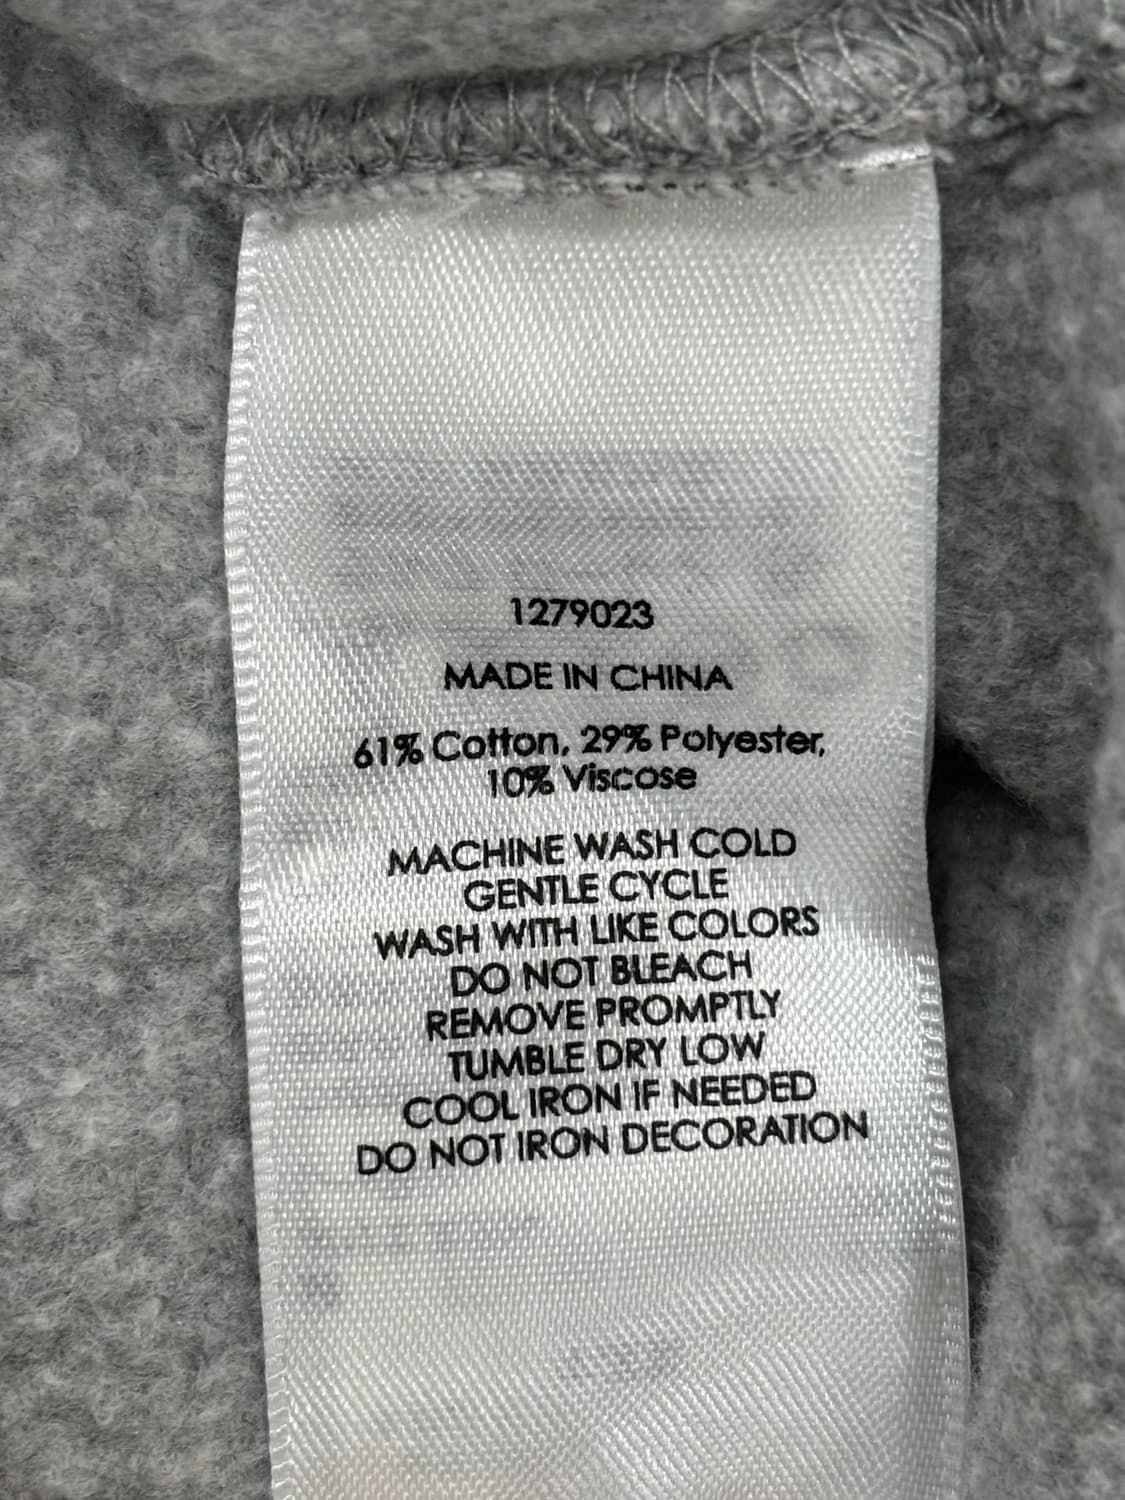 1279023
MADE IN CHINA
61% Cotton, 29% Polyester,
10% Viscose
MACHINE WASH COLD
GENTLE CYCLE
WASH WITH LIKE COLORS
DO NOT BLEACH
REMOVE PROMPTLY
TUMBLE DRY LOW
COOL IRON IF NEEDED
DO NOT IRON DECORATION